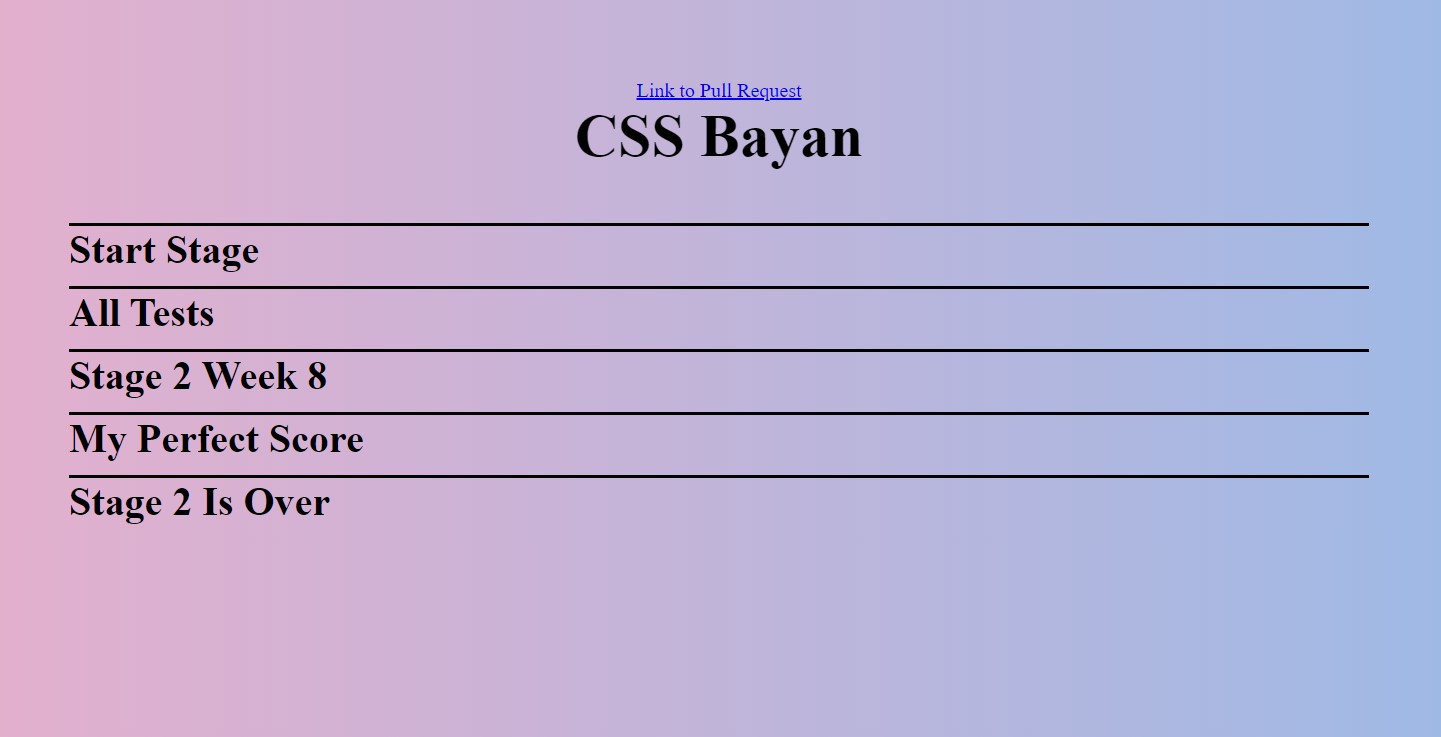 Link to Pull Request
CSS Bayan
Start Stage
All Tests
Stage 2 Week 8
My Perfect Score
Stage 2 Is Over